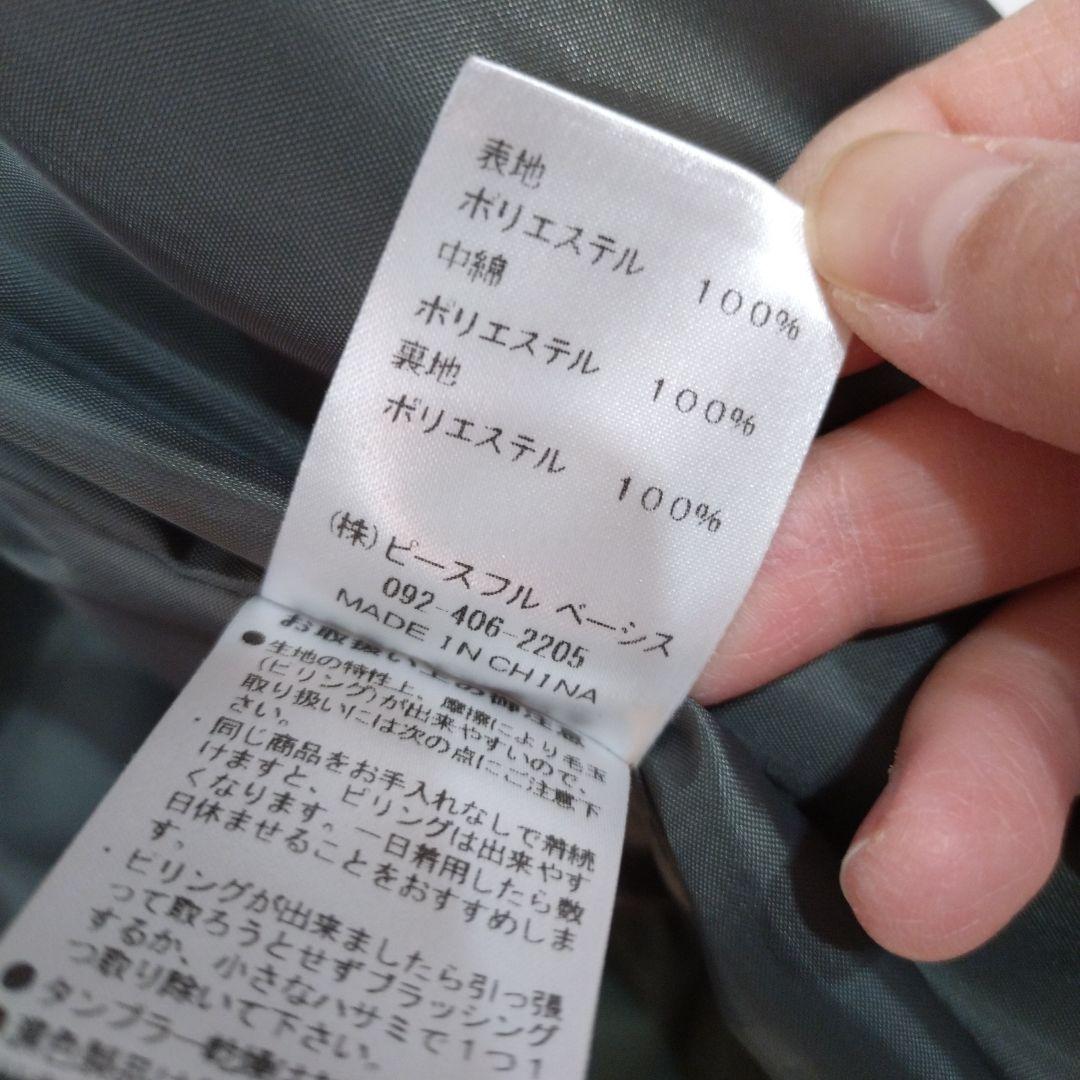 表地
ポリエステル 100%
中綿
ポリエステル 100%
裏地
ポリエステル 100%
(株)ピースフル ベーシス
092-406-2205
MADE IN CHINA
お取扱い上の御注意
●生地の特性上、摩擦により毛玉
(ピリング)が出来やすいので、
取り扱いには次の点にご注意下
さい。
・同じ商品をお手入れなしで着続
けますと、ピリングは出来やす
くなります。一日着用したら数
日休ませることをおすすめしま
す。
・ピリングが出来ましたら引っ張
って取ろうとせずブラッシング
するか、小さなハサミで1つ1
つ取り除いて下さい。
●タンブラー乾燥は